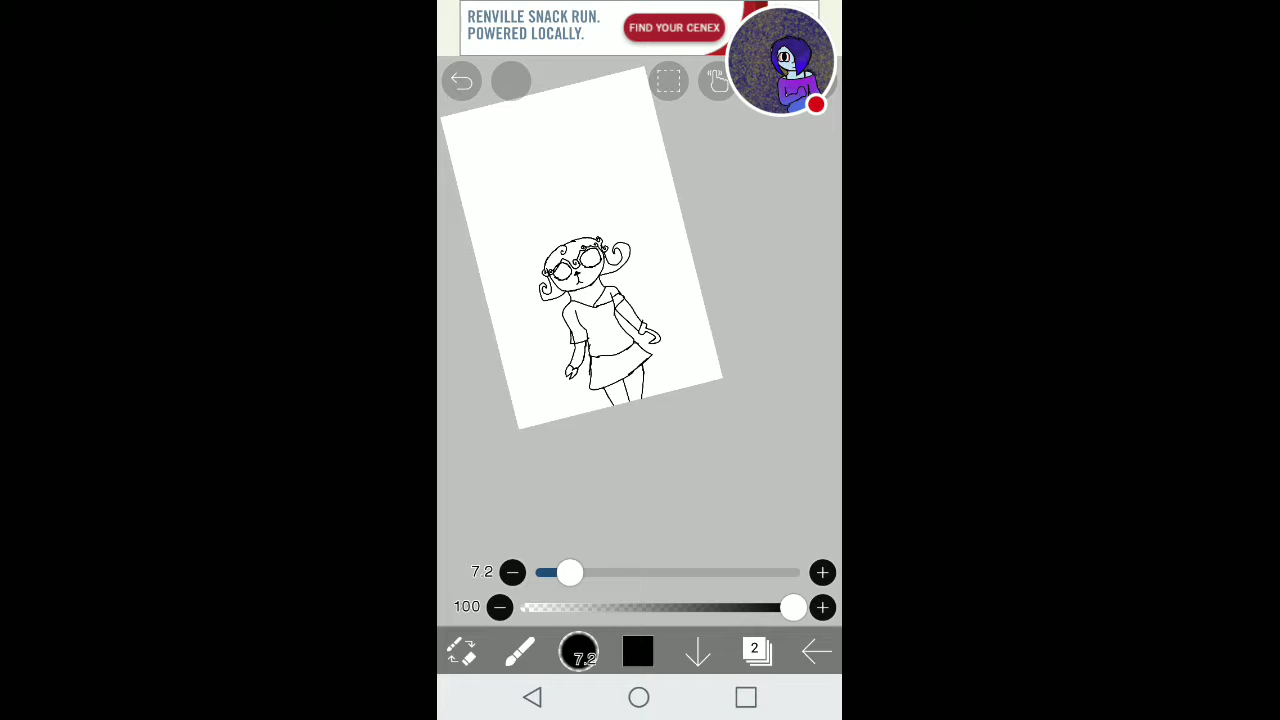 RENVILLE SNACK RUN.
POWERED LOCALLY.
FIND YOUR CENEX
7.2
100
7.2
2